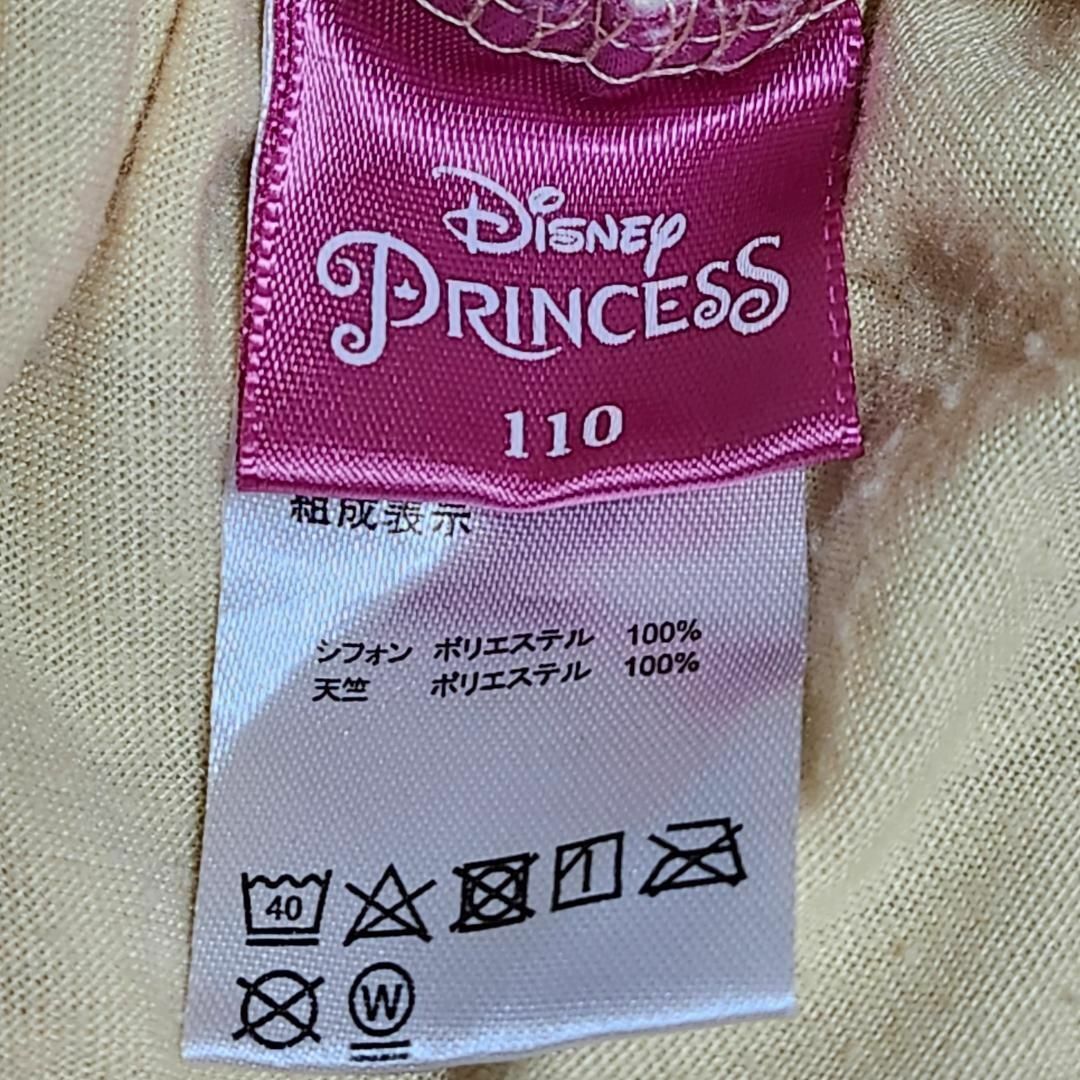 Disney
PRINCESS
110
組成表示
シフォン ポリエステル 100%
天竺 ポリエステル 100%
40
W